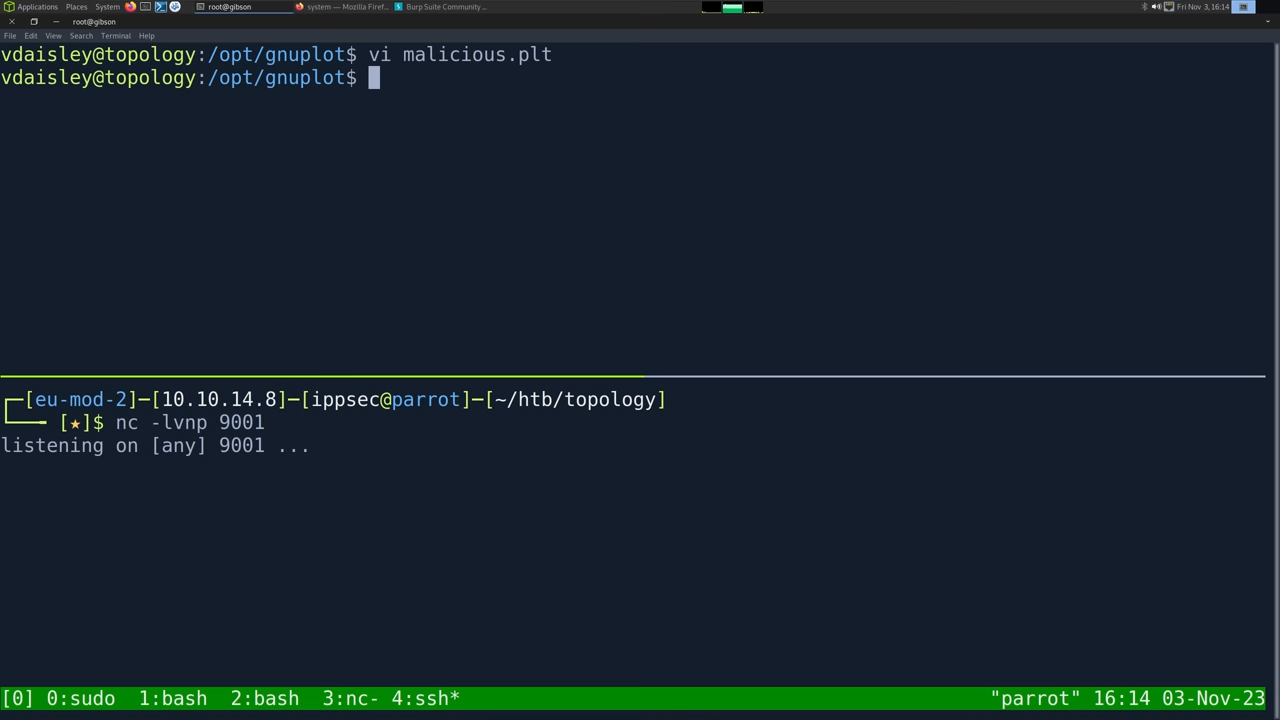 Applications Places System root@gibson system — Mozilla Firef... Burp Suite Community ... Fri Nov 3, 16:14
root@gibson
File Edit View Search Terminal Help
vdaisley@topology:/opt/gnuplot$ vi malicious.plt
vdaisley@topology:/opt/gnuplot$
┌─[eu-mod-2]─[10.10.14.8]─[ippsec@parrot]─[~/htb/topology]
└──╼ [★]$ nc -lvnp 9001
listening on [any] 9001 ...
[0] 0:sudo 1:bash 2:bash 3:nc- 4:ssh* "parrot" 16:14 03-Nov-23